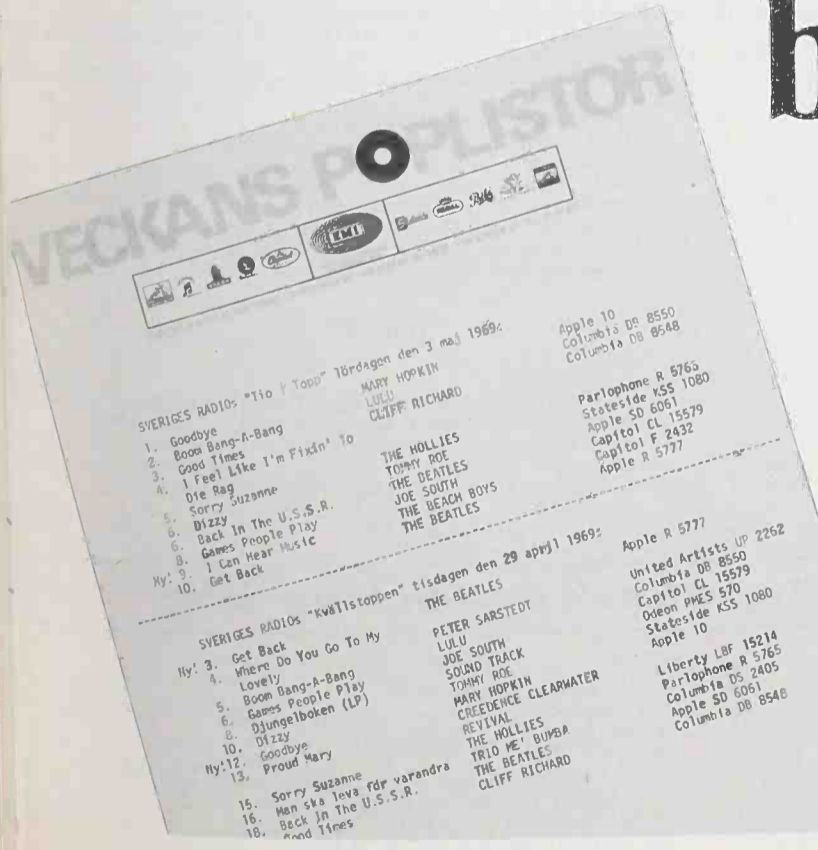 b
VECKANS POPLISTOR
EMI
SVERIGES RADIOs "Tio i Topp" lördagen den 3 maj 1969:
1. Goodbye MARY HOPKIN Apple 10
2. Boom Bang-A-Bang LULU Columbia DB 8550
3. Good Times CLIFF RICHARD Columbia DB 8548
4. I Feel Like I'm Fixin' To
Die Rag
5. Sorry Suzanne THE HOLLIES Parlophone R 5765
6. Dizzy TOMMY ROE Stateside KSS 1080
6. Back In The U.S.S.R. THE BEATLES Apple SD 6061
8. Games People Play JOE SOUTH Capitol CL 15579
Ny! 9. I Can Hear Music THE BEACH BOYS Capitol F 2432
10. Get Back THE BEATLES Apple R 5777
SVERIGES RADIOs "Kvällstoppen" tisdagen den 29 april 1969:
Ny! 3. Get Back THE BEATLES Apple R 5777
4. Where Do You Go To My
Lovely PETER SARSTEDT United Artists UP 2262
5. Boom Bang-A-Bang LULU Columbia DB 8550
6. Games People Play JOE SOUTH Capitol CL 15579
8. Djungelboken (LP) SOUND TRACK Odeon PMES 570
10. Dizzy TOMMY ROE Stateside KSS 1080
Ny!12. Goodbye MARY HOPKIN Apple 10
13. Proud Mary CREEDENCE CLEARWATER
REVIVAL Liberty LBF 15214
15. Sorry Suzanne THE HOLLIES Parlophone R 5765
16. Man ska leva för varandra TRIO ME' BUMBA Columbia DS 2405
18. Back In The U.S.S.R. THE BEATLES Apple SD 6061
Good Times CLIFF RICHARD Columbia DB 8548